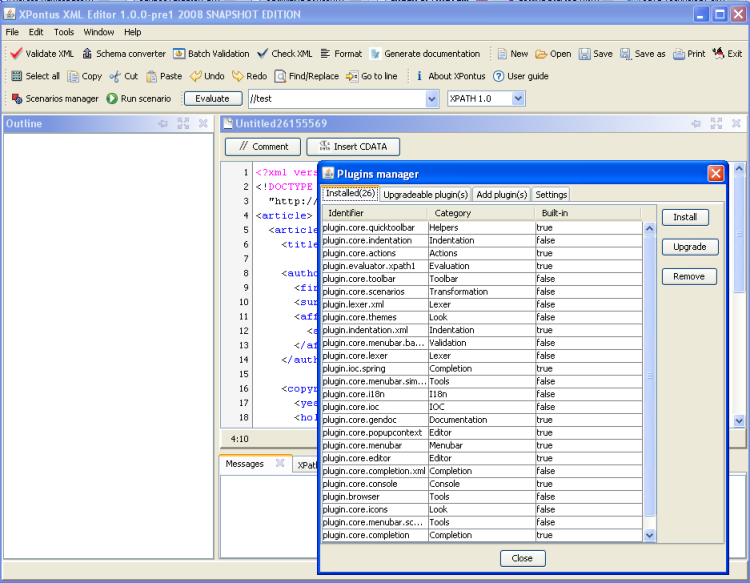 XPontus XML Editor 1.0.0-pre1 2008 SNAPSHOT EDITION
File Edit Tools Window Help
Validate XML Schema converter Batch Validation Check XML Format Generate documentation New Open Save Save as Print Exit
Select all Copy Cut Paste Undo Redo Find/Replace Go to line About XPontus User guide
Scenarios manager Run scenario Evaluate //test XPATH 1.0
Outline
Untitled26155569
// Comment Insert CDATA
1 <?xml vers
2 <!DOCTYPE
3 "http://
4 <article>
5 <article
6 <title
7
8 <autho
9 <fir
10 <sur
11 <aff
12 <o
13 </af
14 </auth
15
16 <copyr
17 <yea
18 <hol
4:10
Messages XPath
Plugins manager
Installed(26) Upgradeable plugin(s) Add plugin(s) Settings
Identifier Category Built-in
plugin.core.quicktoolbar Helpers true
plugin.core.indentation Indentation false
plugin.core.actions Actions true
plugin.evaluator.xpath1 Evaluation true
plugin.core.toolbar Toolbar false
plugin.core.scenarios Transformation false
plugin.lexer.xml Lexer false
plugin.core.themes Look false
plugin.indentation.xml Indentation true
plugin.core.menubar.ba... Validation false
plugin.core.lexer Lexer false
plugin.ioc.spring Completion true
plugin.core.menubar.sim... Tools false
plugin.core.i18n I18n false
plugin.core.ioc IOC false
plugin.core.gendoc Documentation true
plugin.core.popupcontext Editor true
plugin.core.menubar Menubar true
plugin.core.editor Editor true
plugin.core.completion.xml Completion false
plugin.core.console Console true
plugin.browser Tools false
plugin.core.icons Look false
plugin.core.menubar.sc... Tools false
plugin.core.completion Completion true
Install
Upgrade
Remove
Close